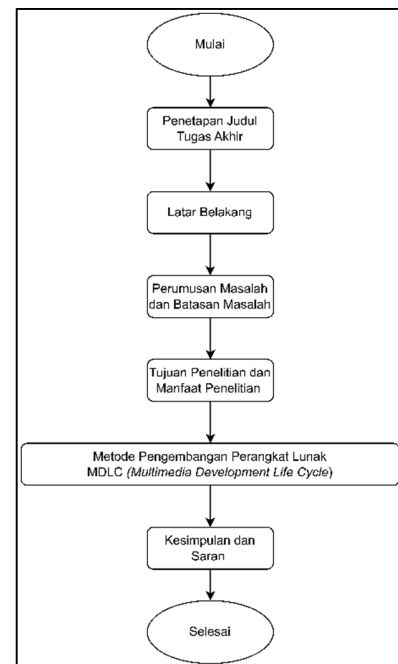 Mulai
Penetapan Judul
Tugas Akhir
Latar Belakang
Perumusan Masalah
dan Batasan Masalah
Tujuan Penelitian dan
Manfaat Penelitian
Metode Pengembangan Perangkat Lunak
MDLC (Multimedia Development Life Cycle)
Kesimpulan dan
Saran
Selesai